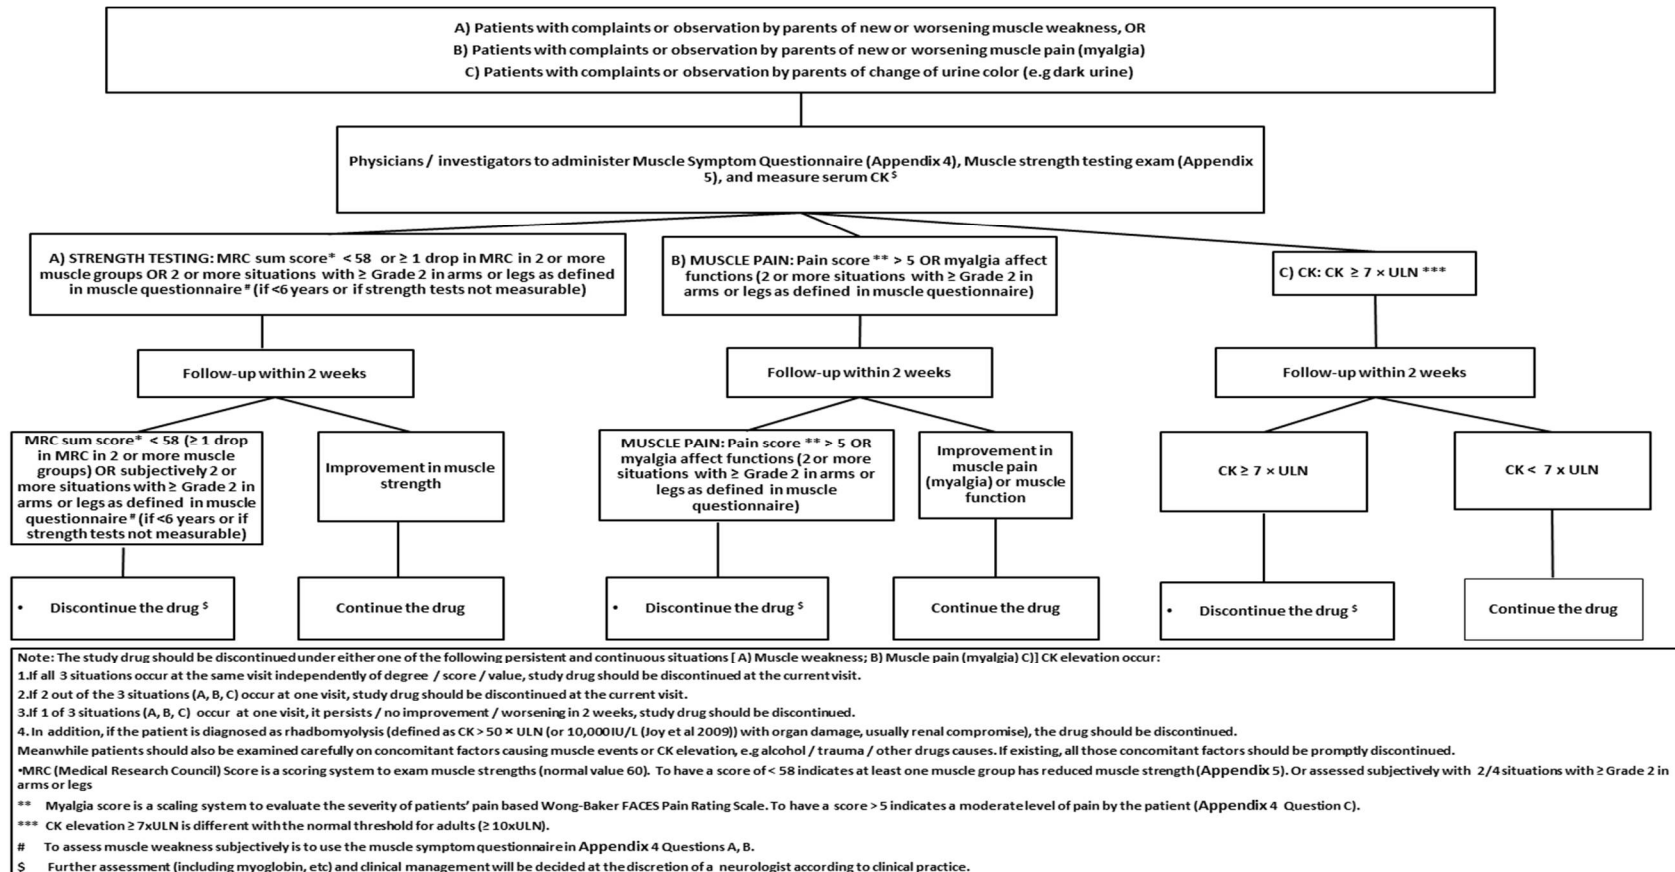 A) Patients with complaints or observation by parents of new or worsening muscle weakness, OR
B) Patients with complaints or observation by parents of new or worsening muscle pain (myalgia)
C) Patients with complaints or observation by parents of change of urine color (e.g dark urine)
Physicians / investigators to administer Muscle Symptom Questionnaire (Appendix 4), Muscle strength testing exam (Appendix
5), and measure serum CK $
A) STRENGTH TESTING: MRC sum score* < 58 or ≥ 1 drop in MRC in 2 or more
muscle groups OR 2 or more situations with ≥ Grade 2 in arms or legs as defined
in muscle questionnaire # (if <6 years or if strength tests not measurable)
B) MUSCLE PAIN: Pain score ** > 5 OR myalgia affect
functions (2 or more situations with ≥ Grade 2 in
arms or legs as defined in muscle questionnaire)
C) CK: CK ≥ 7 × ULN ***
Follow-up within 2 weeks
Follow-up within 2 weeks
Follow-up within 2 weeks
MRC sum score* < 58 (≥ 1 drop
in MRC in 2 or more muscle
groups) OR subjectively 2 or
more situations with ≥ Grade 2 in
arms or legs as defined in muscle
questionnaire # (if <6 years or if
strength tests not measurable)
Improvement in muscle
strength
MUSCLE PAIN: Pain score ** > 5 OR
myalgia affect functions (2 or more
situations with ≥ Grade 2 in arms or
legs as defined in muscle
questionnaire)
Improvement in
muscle pain
(myalgia) or muscle
function
CK ≥ 7 × ULN
CK < 7 x ULN
• Discontinue the drug $
Continue the drug
• Discontinue the drug $
Continue the drug
• Discontinue the drug $
Continue the drug
Note: The study drug should be discontinued under either one of the following persistent and continuous situations [ A) Muscle weakness; B) Muscle pain (myalgia) C)] CK elevation occur:
1.If all 3 situations occur at the same visit independently of degree / score / value, study drug should be discontinued at the current visit.
2.If 2 out of the 3 situations (A, B, C) occur at one visit, study drug should be discontinued at the current visit.
3.If 1 of 3 situations (A, B, C) occur at one visit, it persists / no improvement / worsening in 2 weeks, study drug should be discontinued.
4. In addition, if the patient is diagnosed as rhadbomyolysis (defined as CK > 50 × ULN (or 10,000 IU/L (Joy et al 2009)) with organ damage, usually renal compromise), the drug should be discontinued.
Meanwhile patients should also be examined carefully on concomitant factors causing muscle events or CK elevation, e.g alcohol / trauma / other drugs causes. If existing, all those concomitant factors should be promptly discontinued.
•MRC (Medical Research Council) Score is a scoring system to exam muscle strengths (normal value 60). To have a score of < 58 indicates at least one muscle group has reduced muscle strength (Appendix 5). Or assessed subjectively with 2/4 situations with ≥ Grade 2 in
arms or legs
** Myalgia score is a scaling system to evaluate the severity of patients' pain based Wong-Baker FACES Pain Rating Scale. To have a score > 5 indicates a moderate level of pain by the patient (Appendix 4 Question C).
*** CK elevation ≥ 7xULN is different with the normal threshold for adults (≥ 10xULN).
# To assess muscle weakness subjectively is to use the muscle symptom questionnaire in Appendix 4 Questions A, B.
$ Further assessment (including myoglobin, etc) and clinical management will be decided at the discretion of a neurologist according to clinical practice.